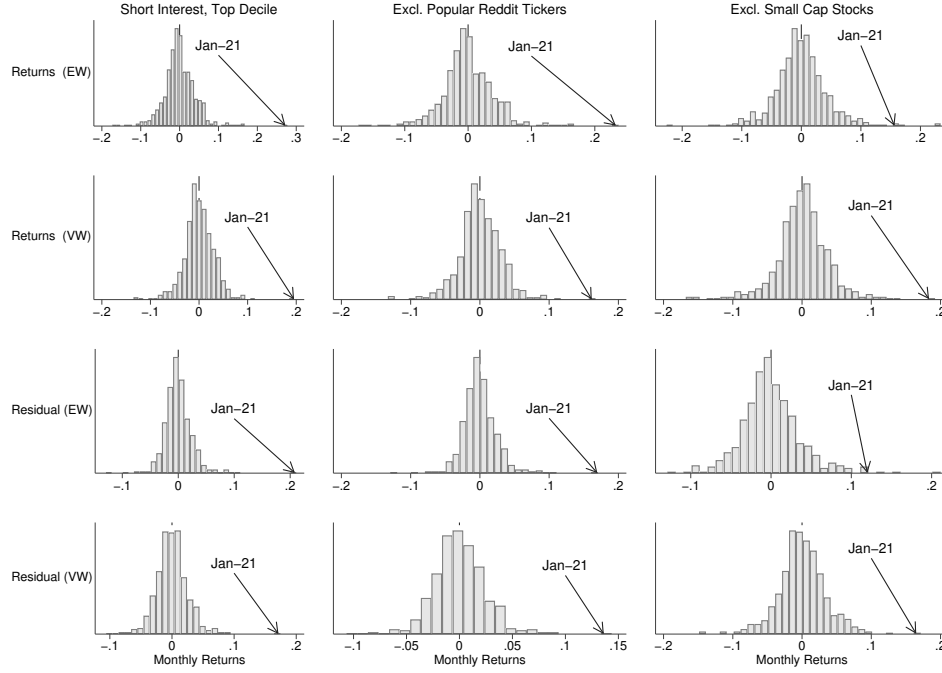 Short Interest, Top Decile Excl. Popular Reddit Tickers Excl. Small Cap Stocks
Jan−21 Jan−21 Jan−21
Returns (EW)
−.2 −.1 0 .1 .2 .3 −.2 −.1 0 .1 .2 −.2 −.1 0 .1 .2
Jan−21 Jan−21 Jan−21
Returns (VW)
−.2 −.1 0 .1 .2 −.2 −.1 0 .1 .2 −.2 −.1 0 .1 .2
Jan−21 Jan−21 Jan−21
Residual (EW)
−.1 0 .1 .2 −.2 −.1 0 .1 .2 −.1 0 .1 .2
Jan−21 Jan−21 Jan−21
Residual (VW)
−.1 0 .1 .2 .3 −.1 −.05 0 .05 .1 .15 −.2 −.1 0 .1 .2
Monthly Returns Monthly Returns Monthly Returns